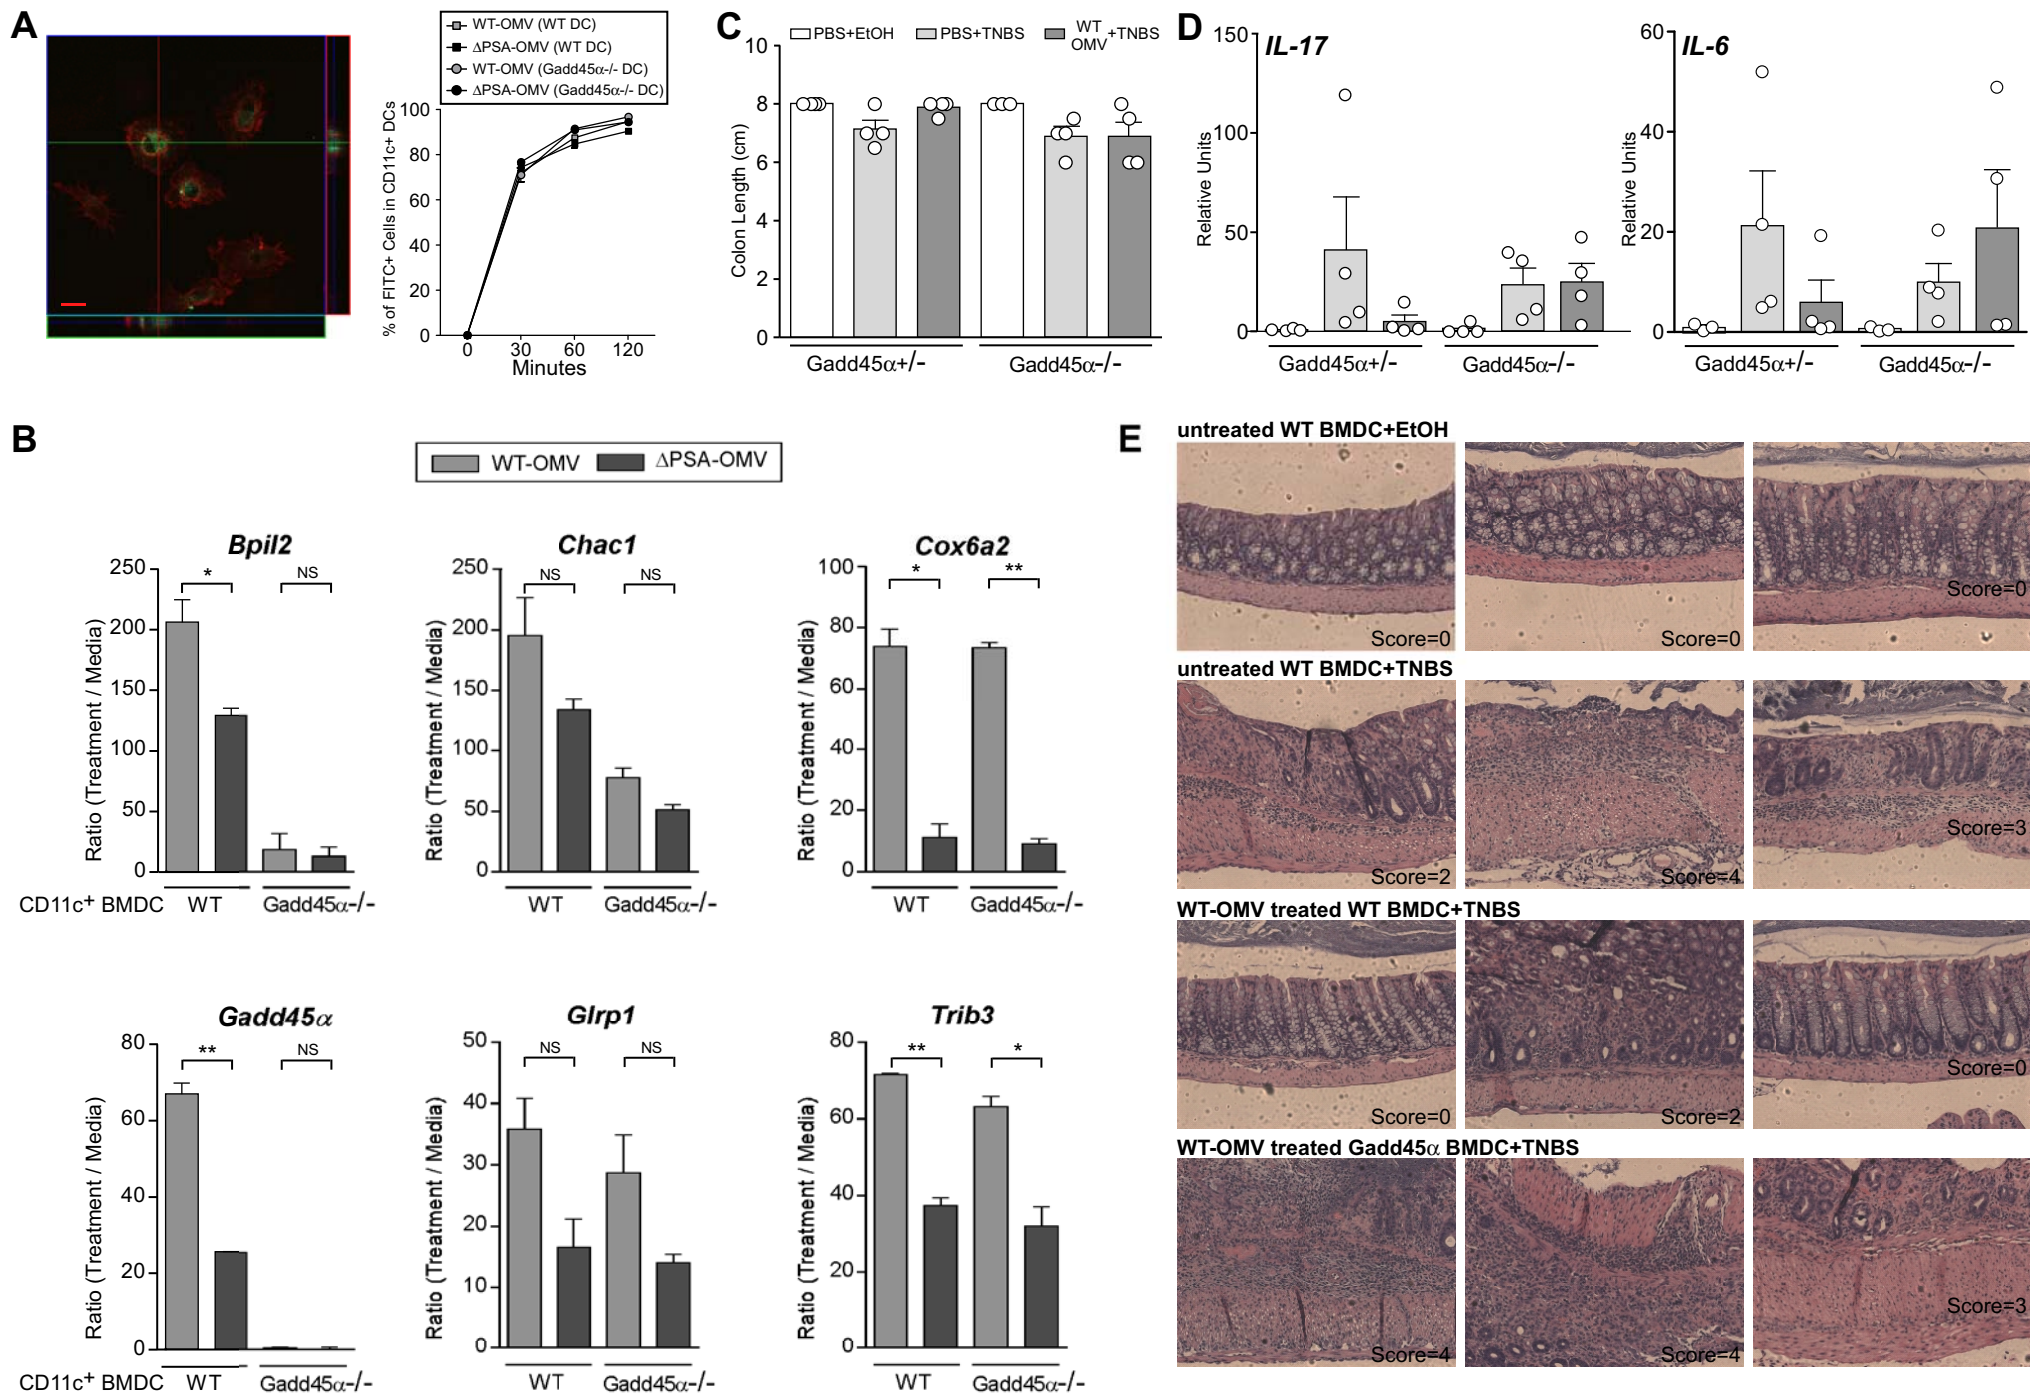 A
WT-OMV (WT DC)
ΔPSA-OMV (WT DC)
WT-OMV (Gadd45α-/- DC)
ΔPSA-OMV (Gadd45α-/- DC)
% of FITC+ Cells in CD11c+ DCs
100
80
60
40
20
0
0 30 60 120
Minutes
C
PBS+EtOH PBS+TNBS WT OMV +TNBS
Colon Length (cm)
10
8
6
4
2
0
Gadd45α+/- Gadd45α-/-
D
IL-17
Relative Units
150
100
50
0
Gadd45α+/- Gadd45α-/-
IL-6
Relative Units
60
40
20
0
Gadd45α+/- Gadd45α-/-
B
WT-OMV ΔPSA-OMV
Bpil2
Ratio (Treatment / Media)
250
200
150
100
50
0
* NS
CD11c+ BMDC WT Gadd45α-/-
Chac1
Ratio (Treatment / Media)
250
200
150
100
50
0
NS NS
WT Gadd45α-/-
Cox6a2
Ratio (Treatment / Media)
100
80
60
40
20
0
* **
WT Gadd45α-/-
Gadd45α
Ratio (Treatment / Media)
80
60
40
20
0
** NS
CD11c+ BMDC WT Gadd45α-/-
Glrp1
Ratio (Treatment / Media)
50
40
30
20
10
0
NS NS
WT Gadd45α-/-
Trib3
Ratio (Treatment / Media)
80
60
40
20
0
** *
WT Gadd45α-/-
E
untreated WT BMDC+EtOH
Score=0 Score=0 Score=0
untreated WT BMDC+TNBS
Score=2 Score=4 Score=3
WT-OMV treated WT BMDC+TNBS
Score=0 Score=2 Score=0
WT-OMV treated Gadd45α BMDC+TNBS
Score=4 Score=4 Score=3